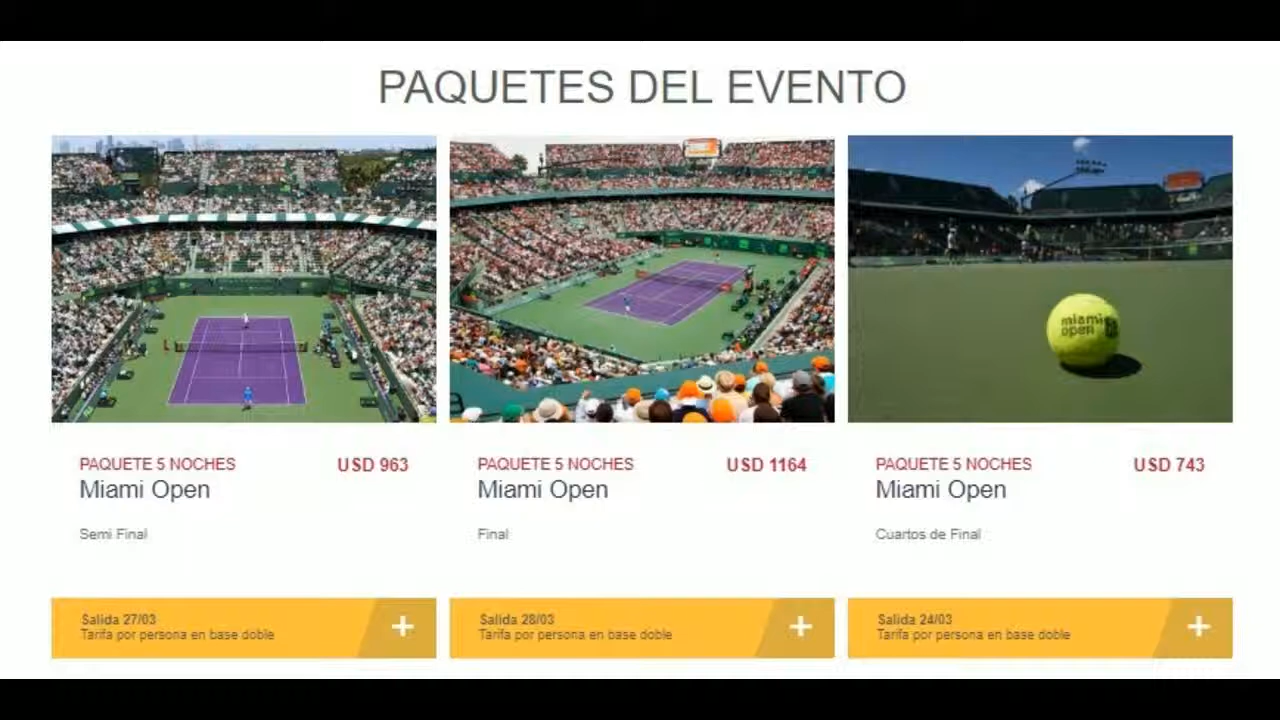 PAQUETES DEL EVENTO
miami
open
PAQUETE 5 NOCHES USD 963
Miami Open
Semi Final
Salida 27/03
Tarifa por persona en base doble
+
PAQUETE 5 NOCHES USD 1164
Miami Open
Final
Salida 28/03
Tarifa por persona en base doble
+
PAQUETE 5 NOCHES USD 743
Miami Open
Cuartos de Final
Salida 24/03
Tarifa por persona en base doble
+